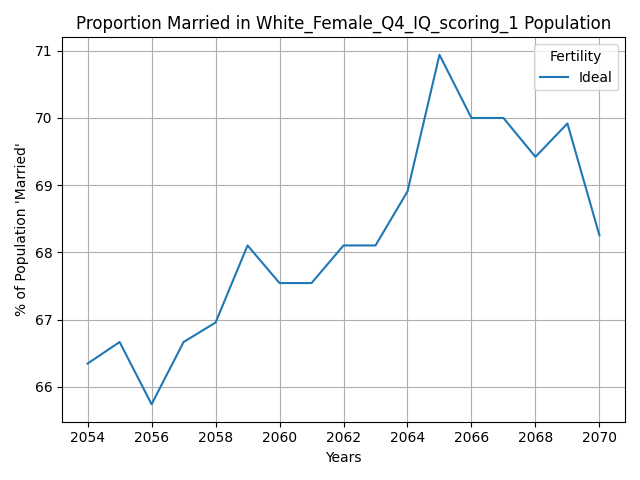 Proportion Married in White_Female_Q4_IQ_scoring_1 Population
Fertility
Ideal
% of Population 'Married'
71
70
69
68
67
66
2054 2056 2058 2060 2062 2064 2066 2068 2070
Years